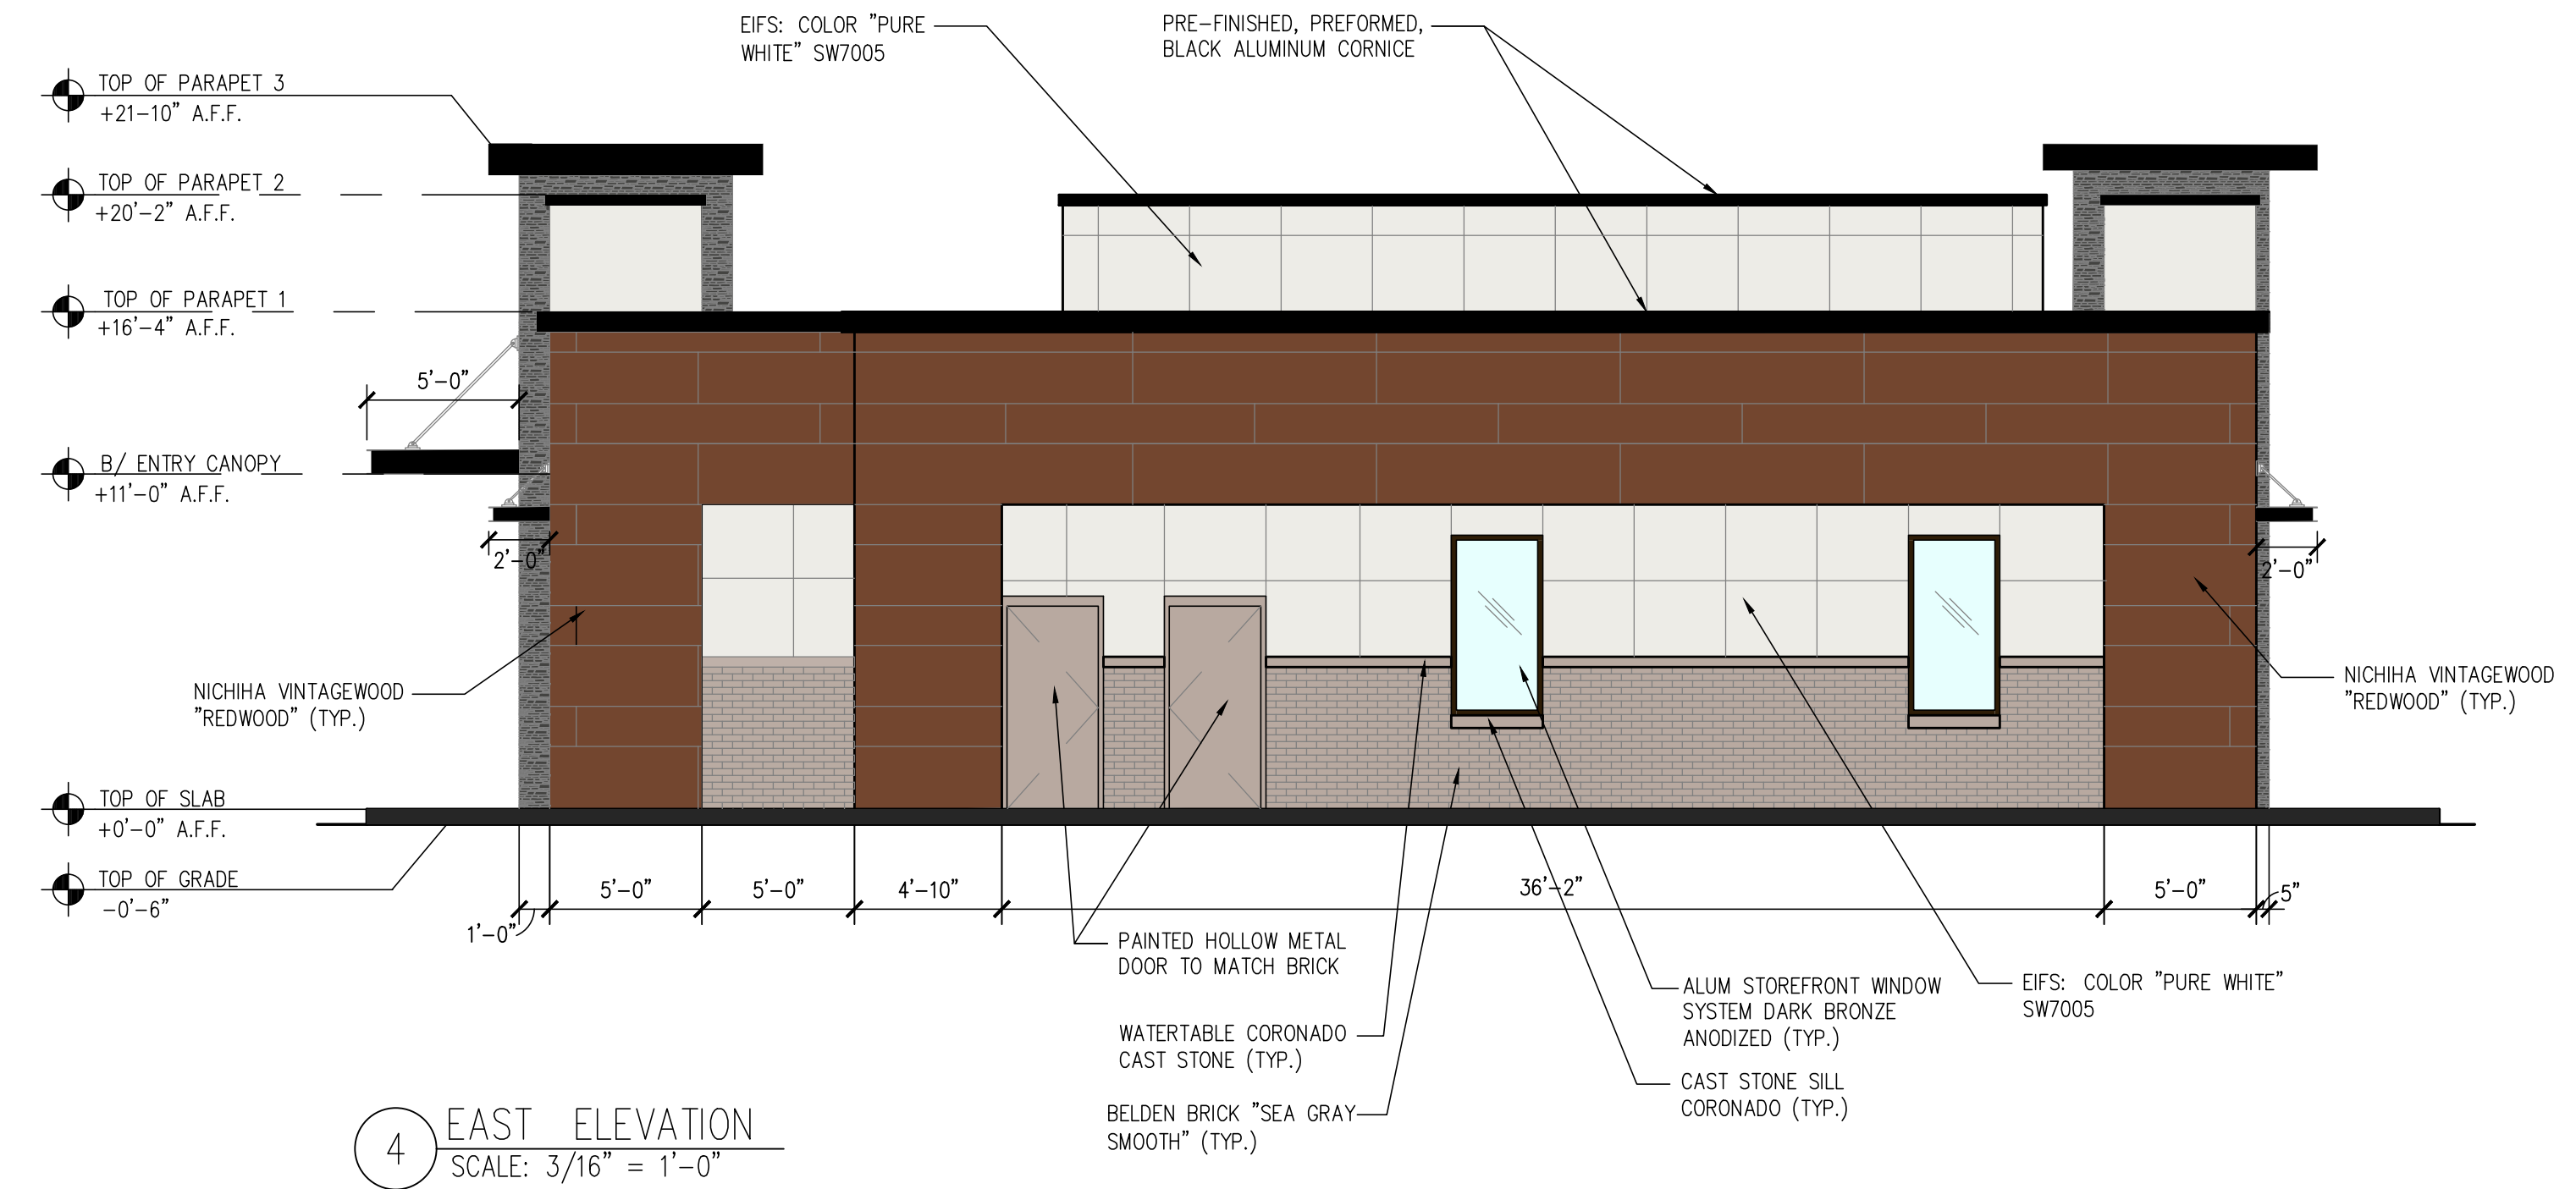 EIFS: COLOR "PURE
WHITE" SW7005
PRE-FINISHED, PREFORMED,
BLACK ALUMINUM CORNICE
TOP OF PARAPET 3
+21-10" A.F.F.
TOP OF PARAPET 2
+20'-2" A.F.F.
TOP OF PARAPET 1
+16'-4" A.F.F.
5'-0"
B/ ENTRY CANOPY
+11'-0" A.F.F.
2'-0"
2'-0"
NICHIHA VINTAGEWOOD
"REDWOOD" (TYP.)
NICHIHA VINTAGEWOOD
"REDWOOD" (TYP.)
TOP OF SLAB
+0'-0" A.F.F.
TOP OF GRADE
-0'-6"
1'-0"
5'-0"
5'-0"
4'-10"
36'-2"
5'-0"
5"
PAINTED HOLLOW METAL
DOOR TO MATCH BRICK
WATERTABLE CORONADO
CAST STONE (TYP.)
BELDEN BRICK "SEA GRAY
SMOOTH" (TYP.)
ALUM STOREFRONT WINDOW
SYSTEM DARK BRONZE
ANODIZED (TYP.)
CAST STONE SILL
CORONADO (TYP.)
EIFS: COLOR "PURE WHITE"
SW7005
4
EAST ELEVATION
SCALE: 3/16" = 1'-0"